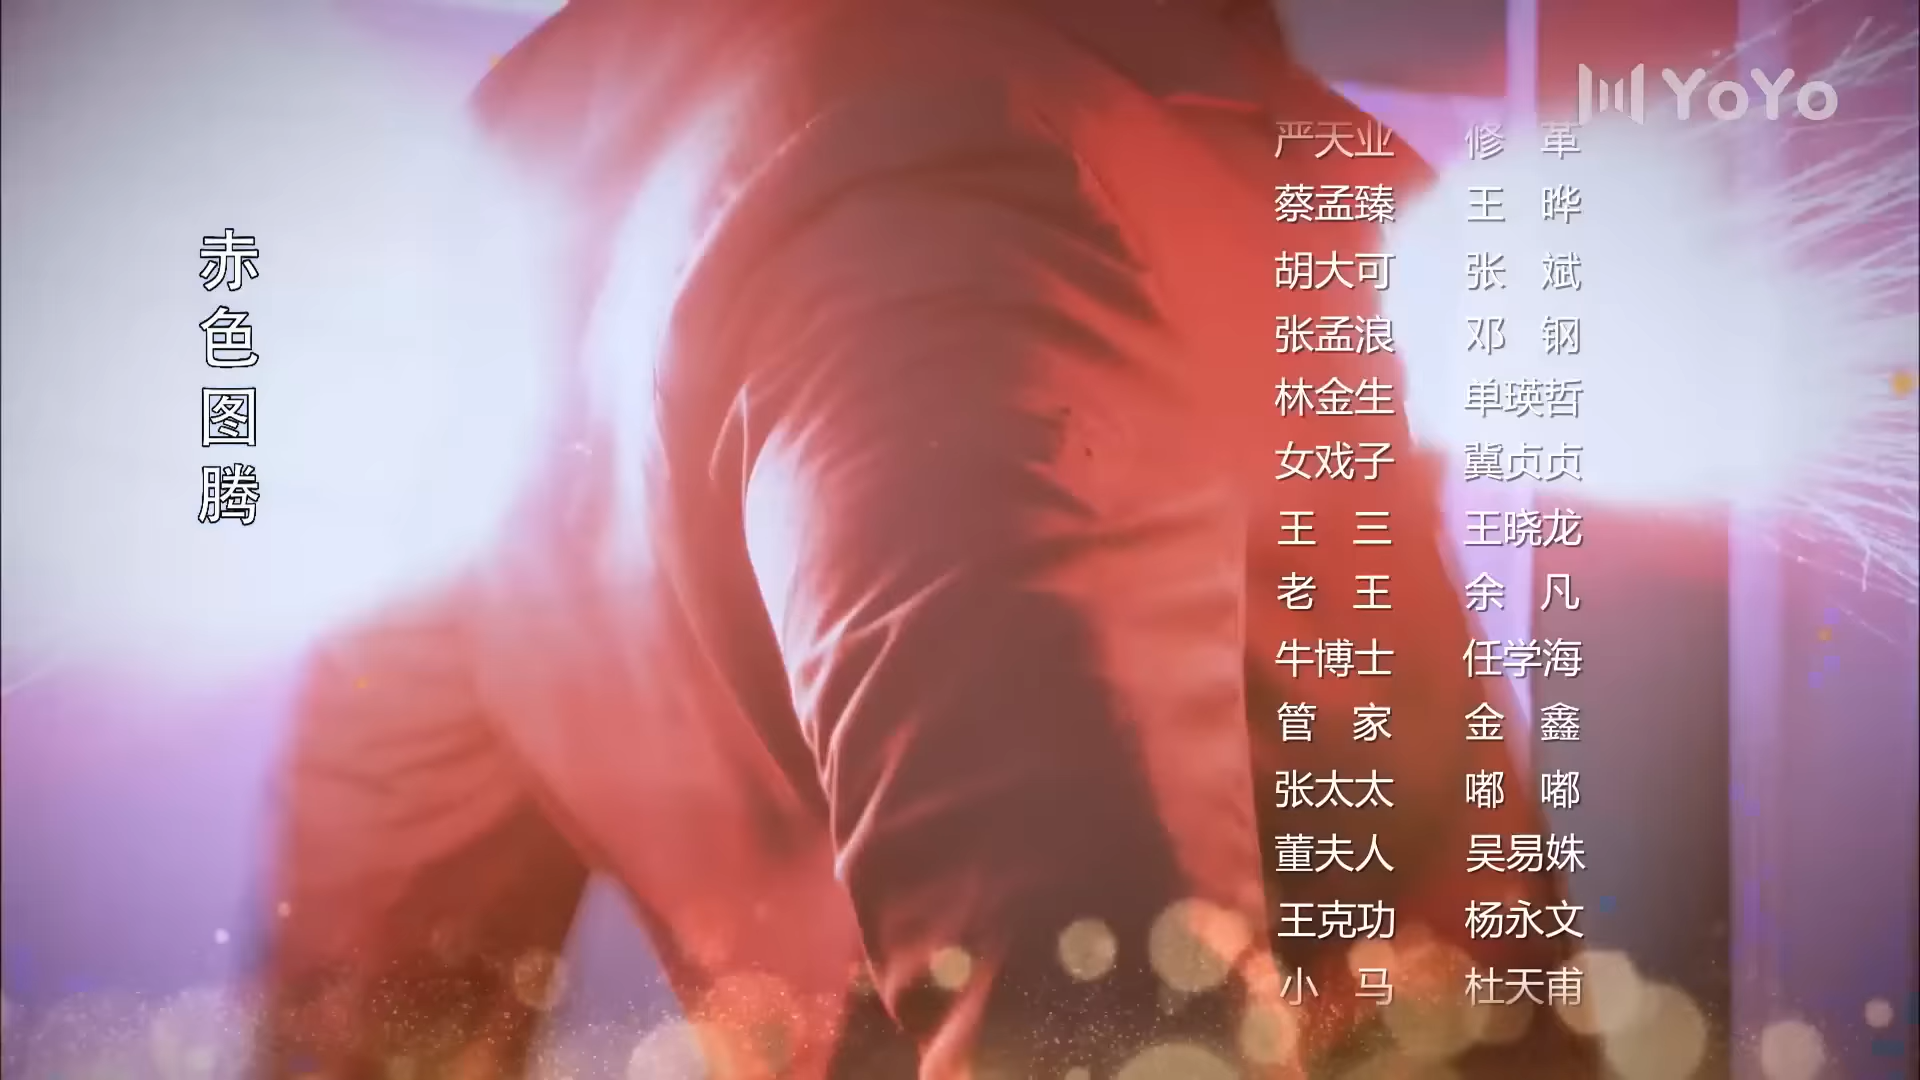 YoYo
赤色图腾
严天业 修 革
蔡孟臻 王 晔
胡大可 张 斌
张孟浪 邓 钢
林金生 单瑛哲
女戏子 冀贞贞
王 三 王晓龙
老 王 余 凡
牛博士 任学海
管 家 金 鑫
张太太 嘟 嘟
董夫人 吴易姝
王克功 杨永文
小 马 杜天甫